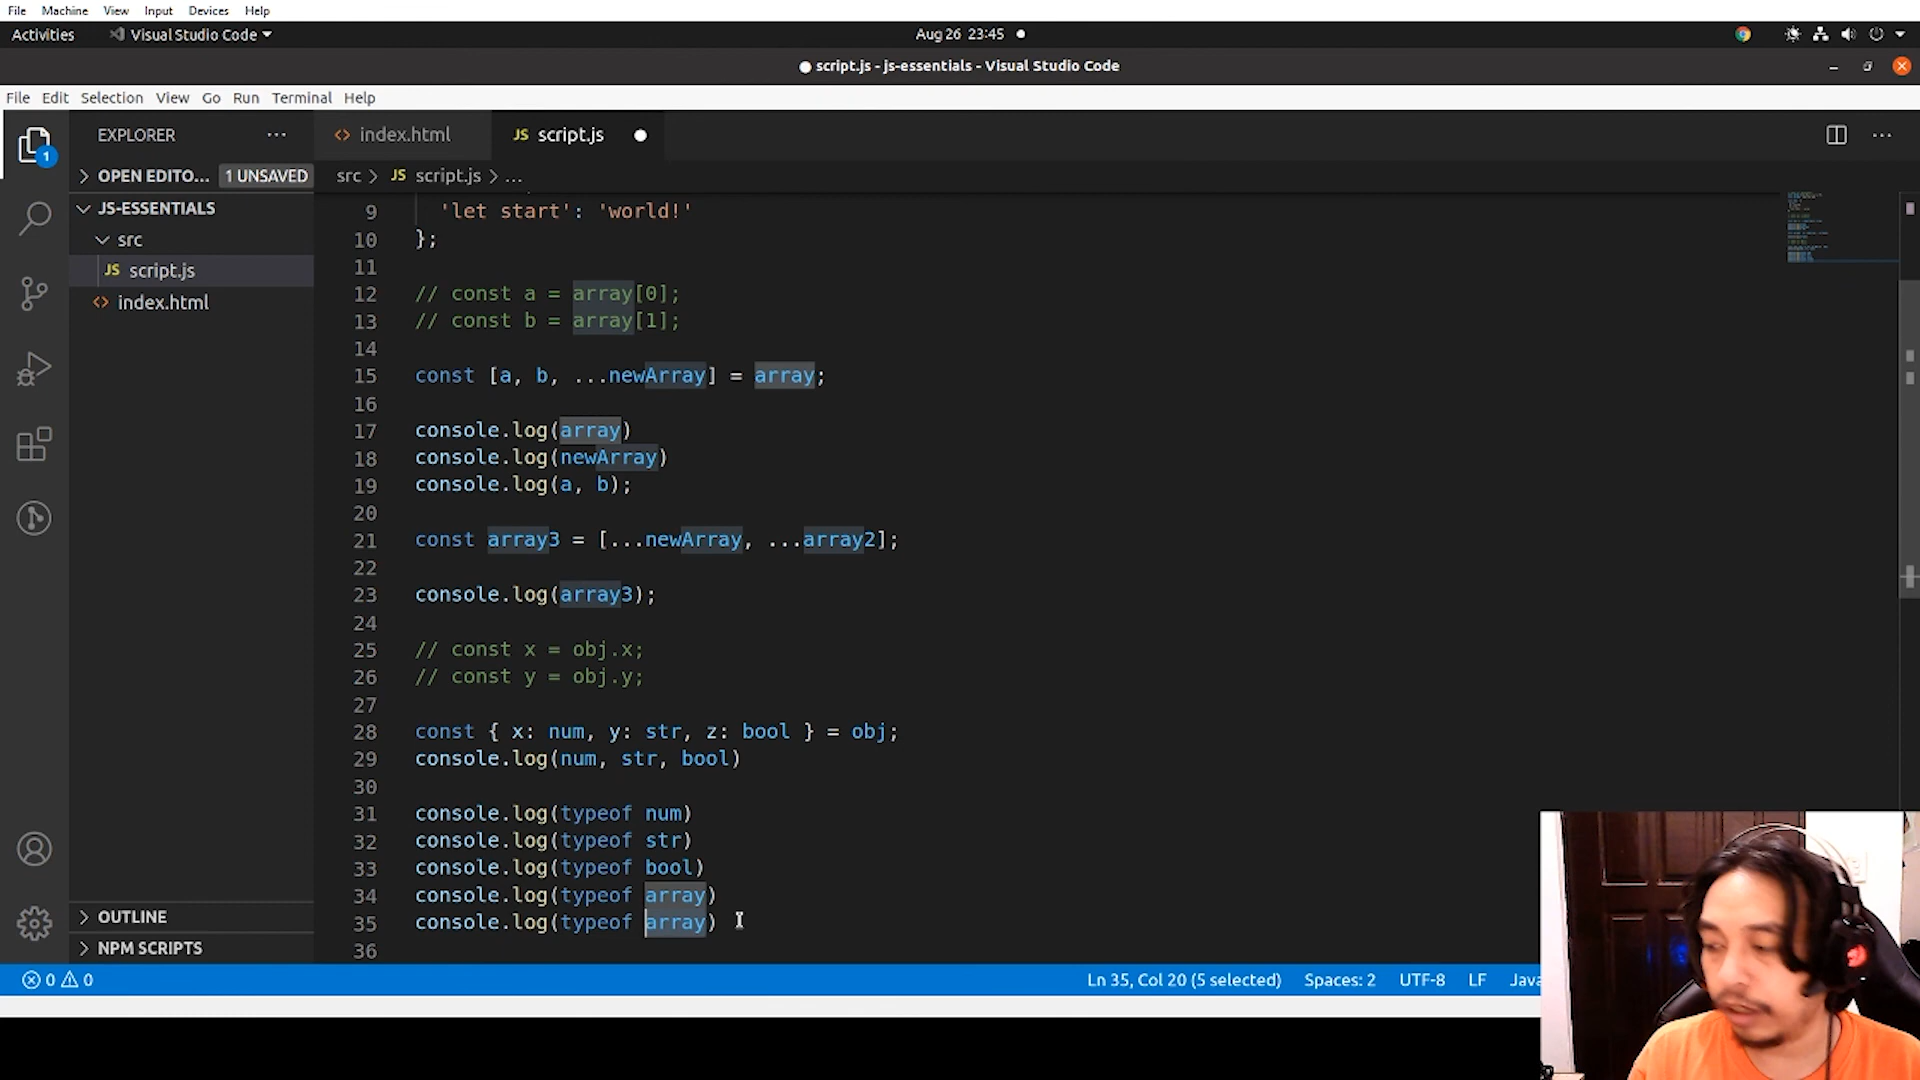 File Machine View Input Devices Help
Activities Visual Studio Code Aug 26 23:45
script.js - js-essentials - Visual Studio Code
File Edit Selection View Go Run Terminal Help
EXPLORER ... index.html JS script.js
1
OPEN EDITO... 1 UNSAVED src > JS script.js > ...
JS-ESSENTIALS
src
JS script.js
index.html
9 'let start': 'world!'
10 };
11
12 // const a = array[0];
13 // const b = array[1];
14
15 const [a, b, ...newArray] = array;
16
17 console.log(array)
18 console.log(newArray)
19 console.log(a, b);
20
21 const array3 = [...newArray, ...array2];
22
23 console.log(array3);
24
25 // const x = obj.x;
26 // const y = obj.y;
27
28 const { x: num, y: str, z: bool } = obj;
29 console.log(num, str, bool)
30
31 console.log(typeof num)
32 console.log(typeof str)
33 console.log(typeof bool)
34 console.log(typeof array)
35 console.log(typeof array)
36
OUTLINE
NPM SCRIPTS
0 0 Ln 35, Col 20 (5 selected) Spaces: 2 UTF-8 LF Java